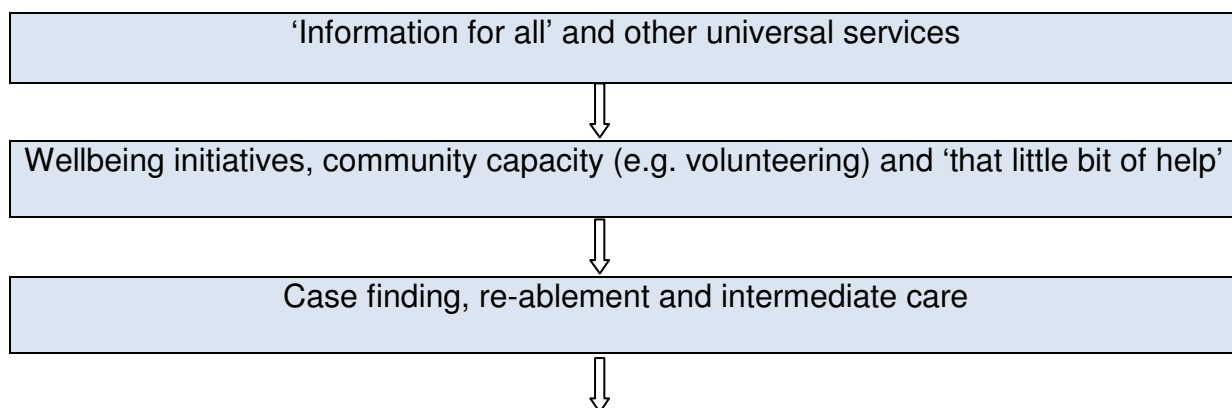 ‘Information for all’ and other universal services
Wellbeing initiatives, community capacity (e.g. volunteering) and ‘that little bit of help’
Case finding, re-ablement and intermediate care